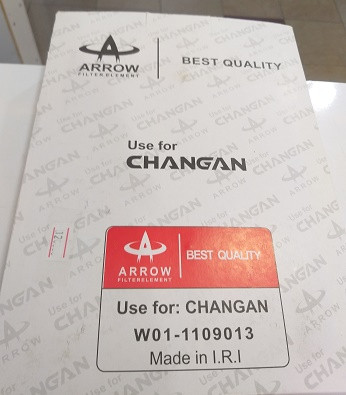 ARROW
FILTER ELEMENT
BEST QUALITY
Use for
CHANGAN
ARROW
FILTER ELEMENT
BEST QUALITY
Use for: CHANGAN
W01-1109013
Made in I.R.I